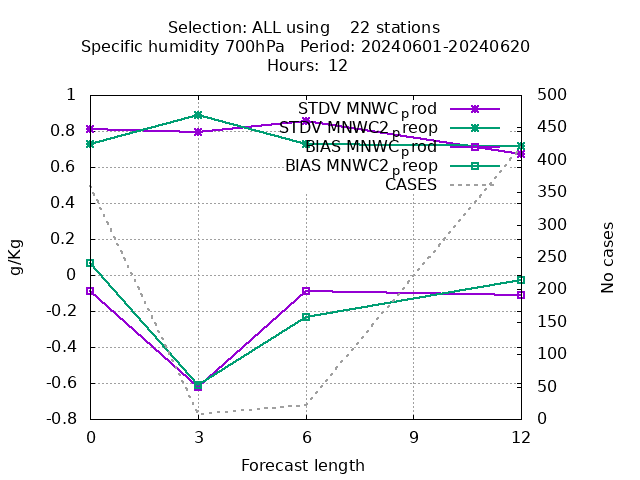 Selection: ALL using 22 stations
Specific humidity 700hPa Period: 20240601-20240620
Hours: 12
STDV MNWC_prod
STDV MNWC2_preop
BIAS MNWC_prod
BIAS MNWC2_preop
CASES
1
0.8
0.6
0.4
0.2
0
-0.2
-0.4
-0.6
-0.8
g/Kg
500
450
400
350
300
250
200
150
100
50
0
No cases
0 3 6 9 12
Forecast length